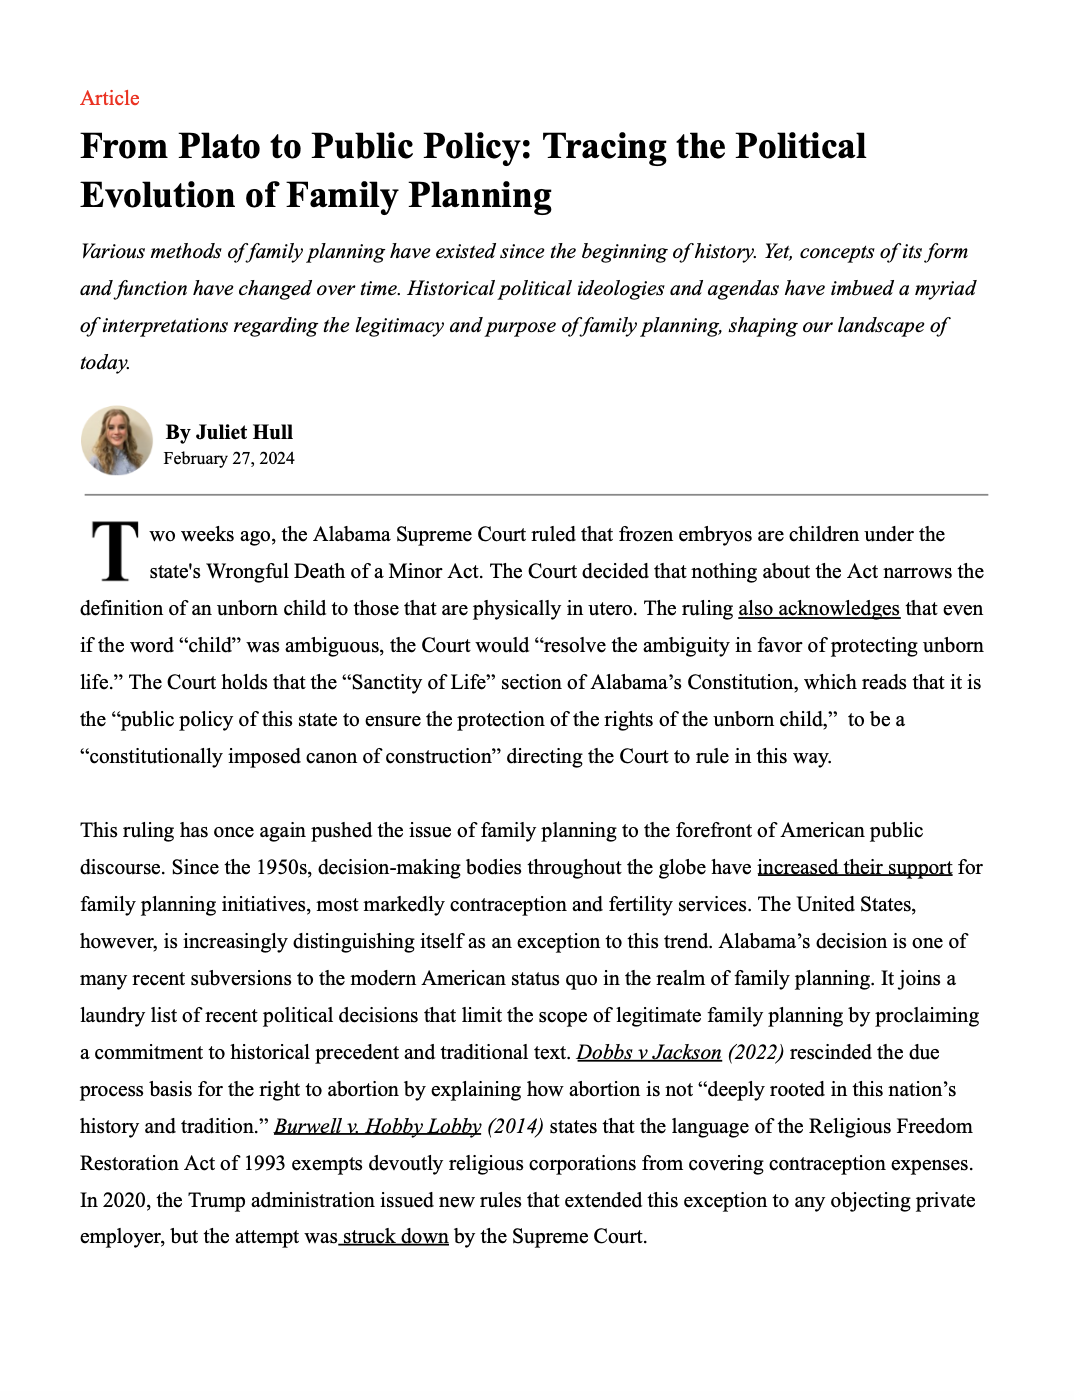 Article
From Plato to Public Policy: Tracing the Political
Evolution of Family Planning
Various methods of family planning have existed since the beginning of history. Yet, concepts of its form
and function have changed over time. Historical political ideologies and agendas have imbued a myriad
of interpretations regarding the legitimacy and purpose of family planning, shaping our landscape of
today.
By Juliet Hull
February 27, 2024
Two weeks ago, the Alabama Supreme Court ruled that frozen embryos are children under the
state's Wrongful Death of a Minor Act. The Court decided that nothing about the Act narrows the
definition of an unborn child to those that are physically in utero. The ruling also acknowledges that even
if the word “child” was ambiguous, the Court would “resolve the ambiguity in favor of protecting unborn
life.” The Court holds that the “Sanctity of Life” section of Alabama’s Constitution, which reads that it is
the “public policy of this state to ensure the protection of the rights of the unborn child,”  to be a
“constitutionally imposed canon of construction” directing the Court to rule in this way.
This ruling has once again pushed the issue of family planning to the forefront of American public
discourse. Since the 1950s, decision-making bodies throughout the globe have increased their support for
family planning initiatives, most markedly contraception and fertility services. The United States,
however, is increasingly distinguishing itself as an exception to this trend. Alabama’s decision is one of
many recent subversions to the modern American status quo in the realm of family planning. It joins a
laundry list of recent political decisions that limit the scope of legitimate family planning by proclaiming
a commitment to historical precedent and traditional text. Dobbs v Jackson (2022) rescinded the due
process basis for the right to abortion by explaining how abortion is not “deeply rooted in this nation’s
history and tradition.” Burwell v. Hobby Lobby (2014) states that the language of the Religious Freedom
Restoration Act of 1993 exempts devoutly religious corporations from covering contraception expenses.
In 2020, the Trump administration issued new rules that extended this exception to any objecting private
employer, but the attempt was struck down by the Supreme Court.